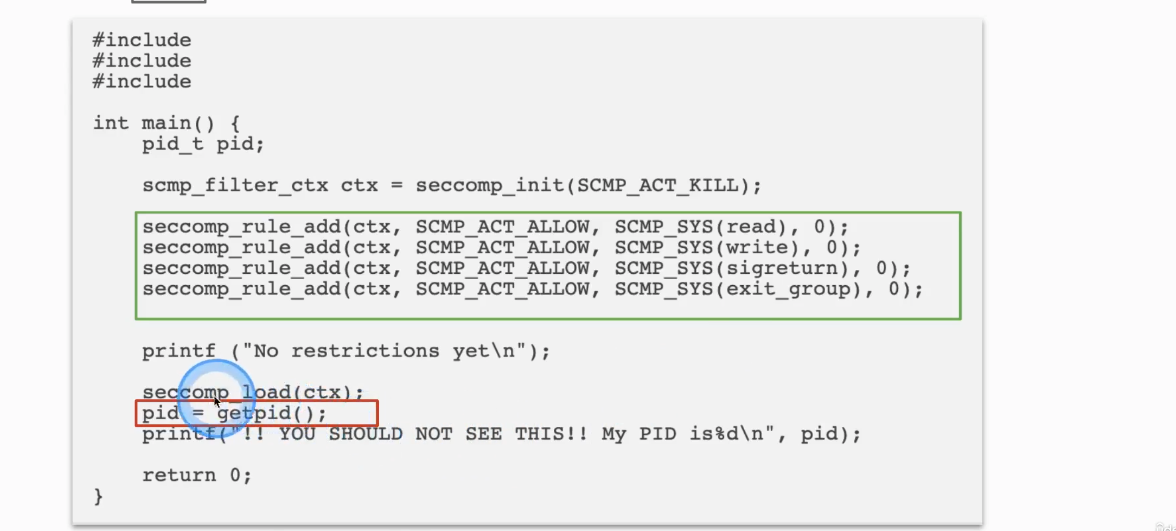 #include
#include
#include
int main() {
pid_t pid;
scmp_filter_ctx ctx = seccomp_init(SCMP_ACT_KILL);
seccomp_rule_add(ctx, SCMP_ACT_ALLOW, SCMP_SYS(read), 0);
seccomp_rule_add(ctx, SCMP_ACT_ALLOW, SCMP_SYS(write), 0);
seccomp_rule_add(ctx, SCMP_ACT_ALLOW, SCMP_SYS(sigreturn), 0);
seccomp_rule_add(ctx, SCMP_ACT_ALLOW, SCMP_SYS(exit_group), 0);
printf ("No restrictions yet\n");
seccomp_load(ctx);
pid = getpid();
printf("!! YOU SHOULD NOT SEE THIS!! My PID is%d\n", pid);
return 0;
}